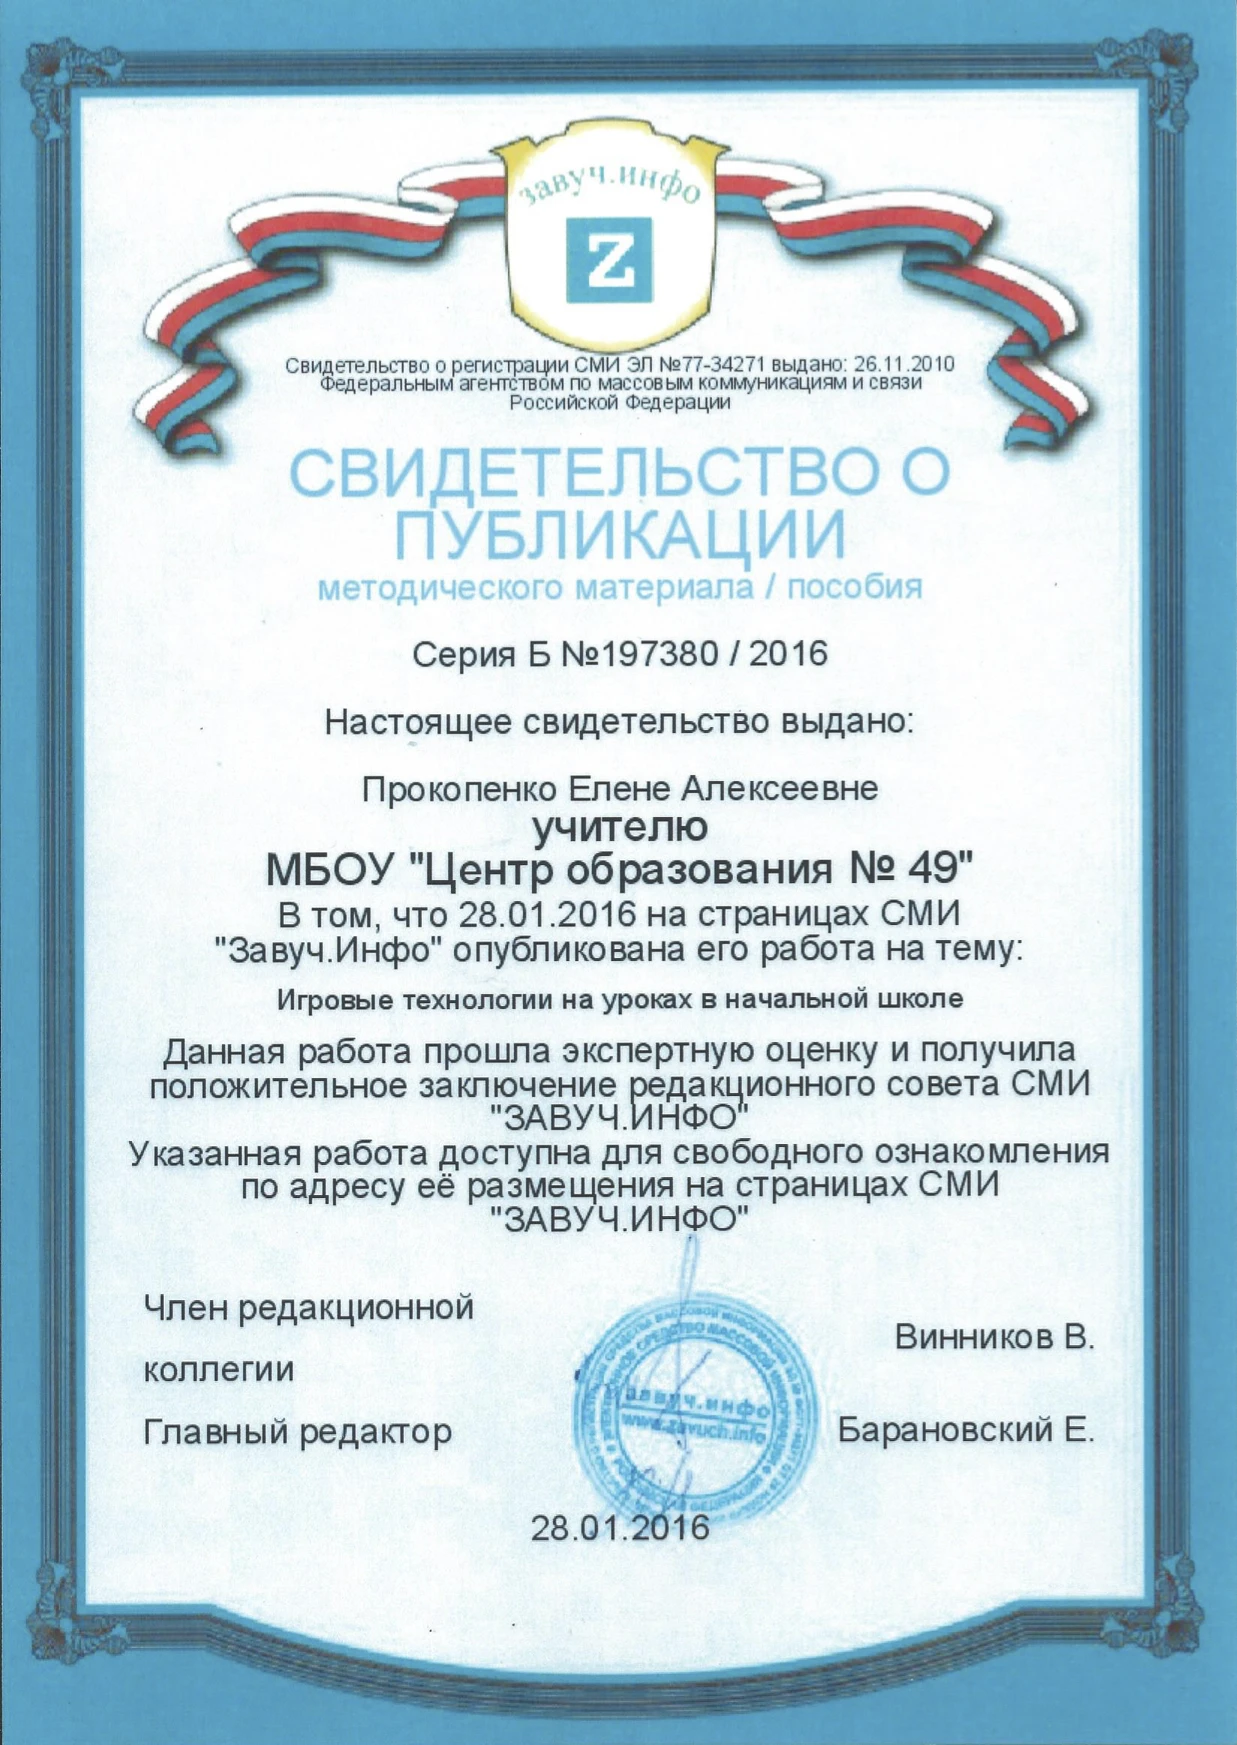 завуч.инфо
Z
Свидетельство о регистрации СМИ ЭЛ №77-34271 выдано: 26.11.2010
Федеральным агентством по массовым коммуникациям и связи
Российской Федерации
СВИДЕТЕЛЬСТВО О
ПУБЛИКАЦИИ
методического материала / пособия
Серия Б №197380 / 2016
Настоящее свидетельство выдано:
Прокопенко Елене Алексеевне
учителю
МБОУ "Центр образования № 49"
В том, что 28.01.2016 на страницах СМИ
"Завуч.Инфо" опубликована его работа на тему:
Игровые технологии на уроках в начальной школе
Данная работа прошла экспертную оценку и получила
положительное заключение редакционного совета СМИ
"ЗАВУЧ.ИНФО"
Указанная работа доступна для свободного ознакомления
по адресу её размещения на страницах СМИ
"ЗАВУЧ.ИНФО"
Член редакционной
коллегии
Винников В.
Главный редактор
Барановский Е.
завуч.инфо
www.zavuch.info
28.01.2016